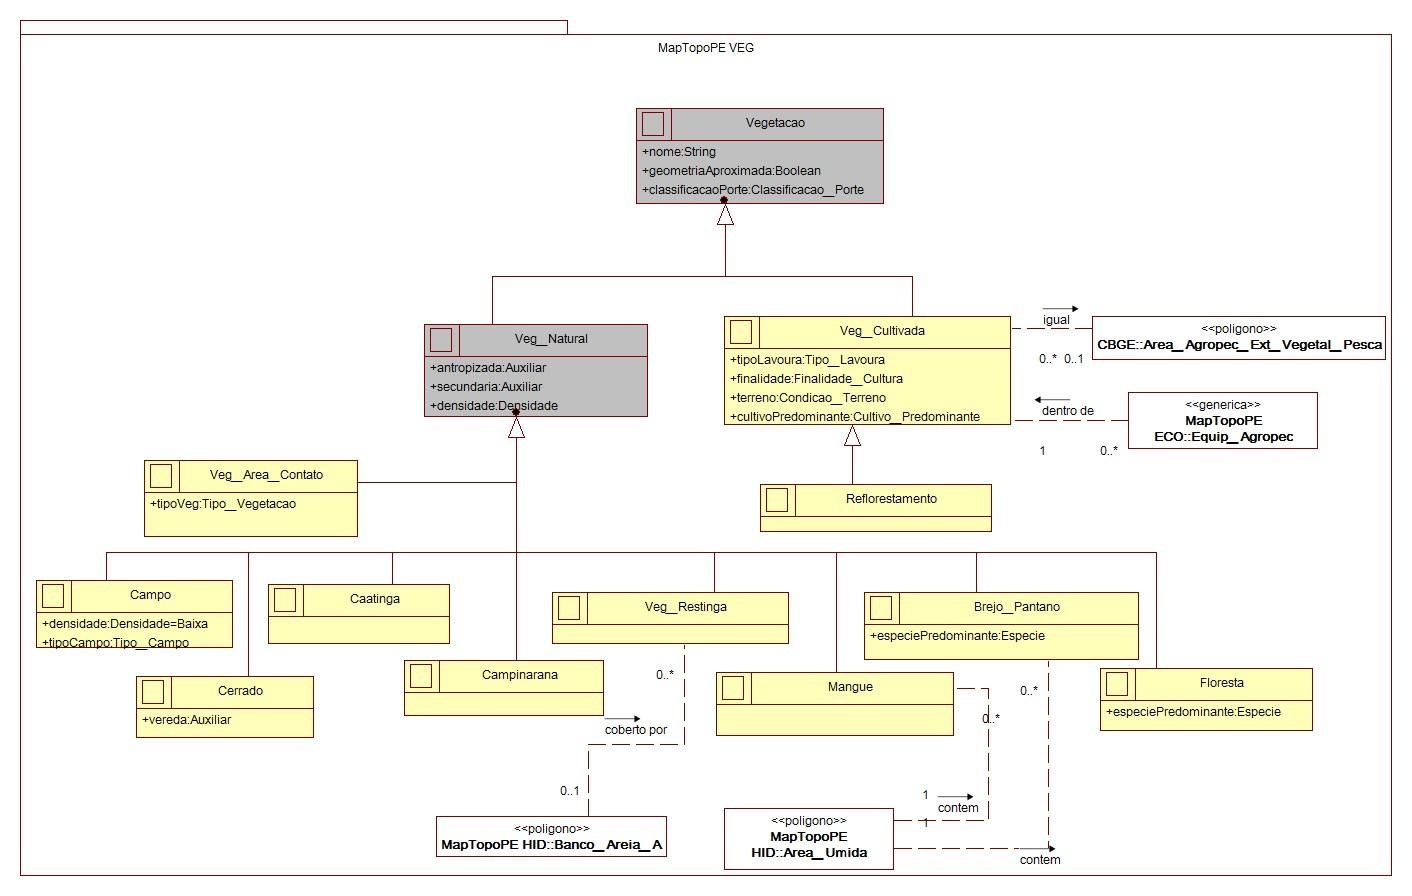 MapTopoPE VEG
Vegetacao
+nome:String
+geometriaAproximada:Boolean
+classificacaoPorte:Classificacao__Porte
Veg__Natural
+antropizada:Auxiliar
+secundaria:Auxiliar
+densidade:Densidade
Veg__Cultivada
+tipoLavoura:Tipo__Lavoura
+finalidade:Finalidade__Cultura
+terreno:Condicao__Terreno
+cultivoPredominante:Cultivo__Predominante
igual
0..* 0..1
<<poligono>>
CBGE::Area__Agropec__Ext__Vegetal__Pesca
dentro de
1 0..*
<<generica>>
MapTopoPE
ECO::Equip__Agropec
Veg__Area__Contato
+tipoVeg:Tipo__Vegetacao
Reflorestamento
Campo
+densidade:Densidade=Baixa
+tipoCampo:Tipo__Campo
Caatinga
Veg__Restinga
Brejo__Pantano
+especiePredominante:Especie
Cerrado
+vereda:Auxiliar
Campinarana
Mangue
Floresta
+especiePredominante:Especie
0..*
coberto por
0..1
<<poligono>>
MapTopoPE HID::Banco__Areia__A
0..*
0..*
1
contem
1
<<poligono>>
MapTopoPE
HID::Area__Umida
contem